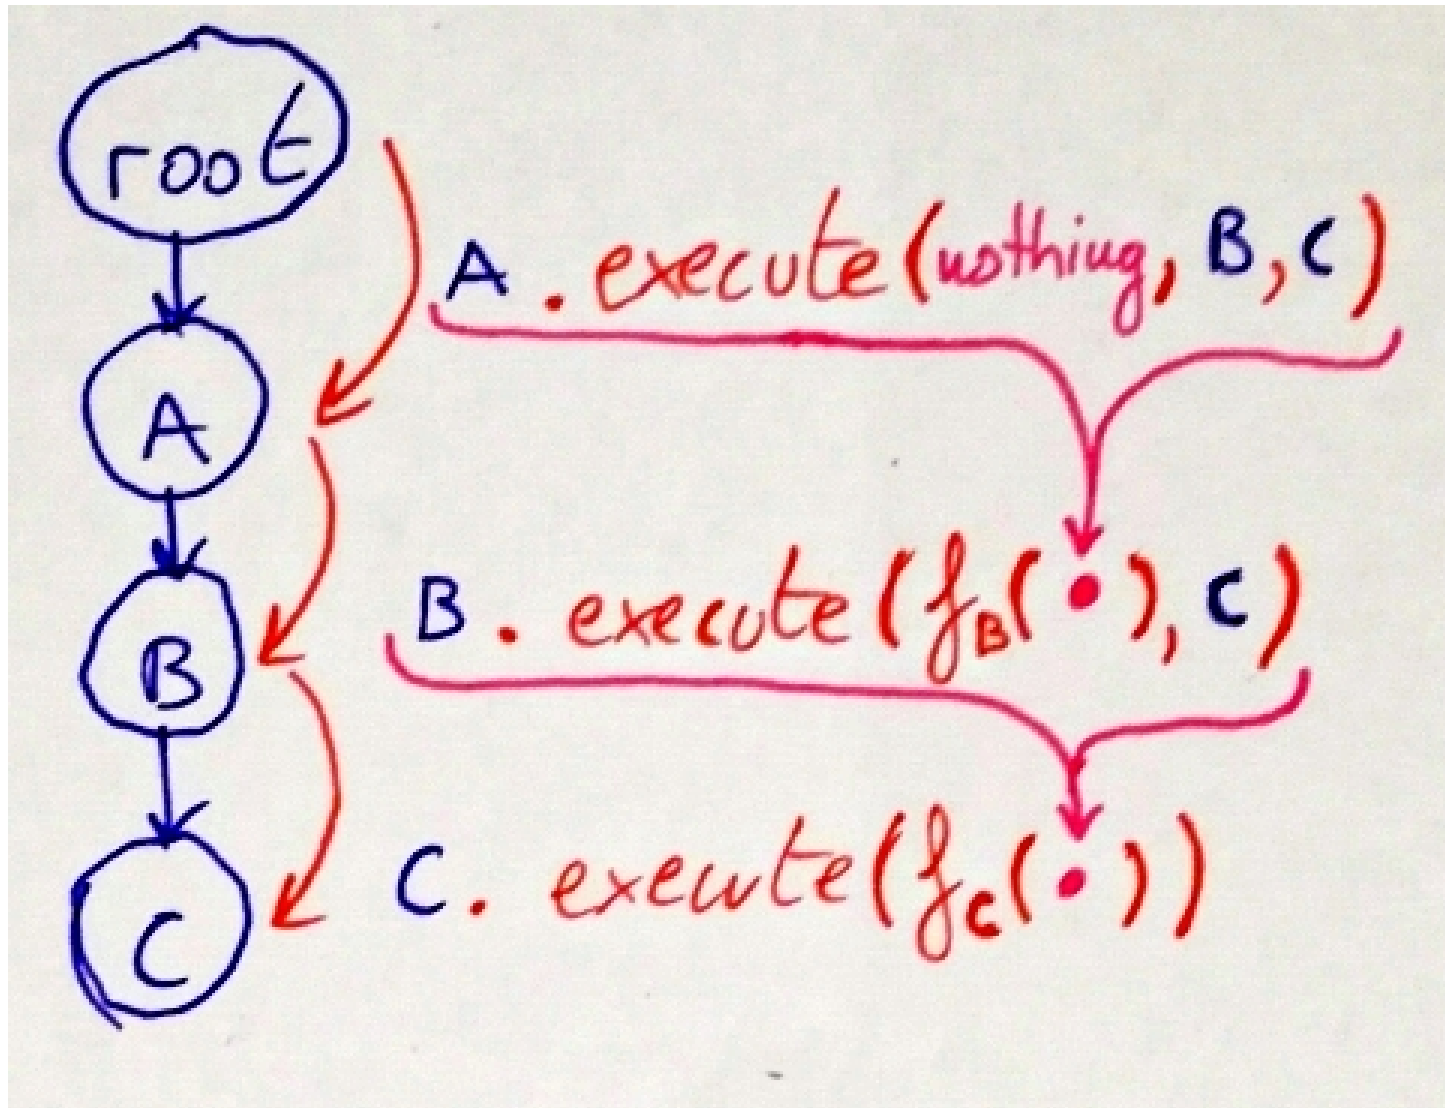 root
A . execute(nothing, B, C)
A
B . execute(fB(•), C)
B
C. execute(fC(•))
C